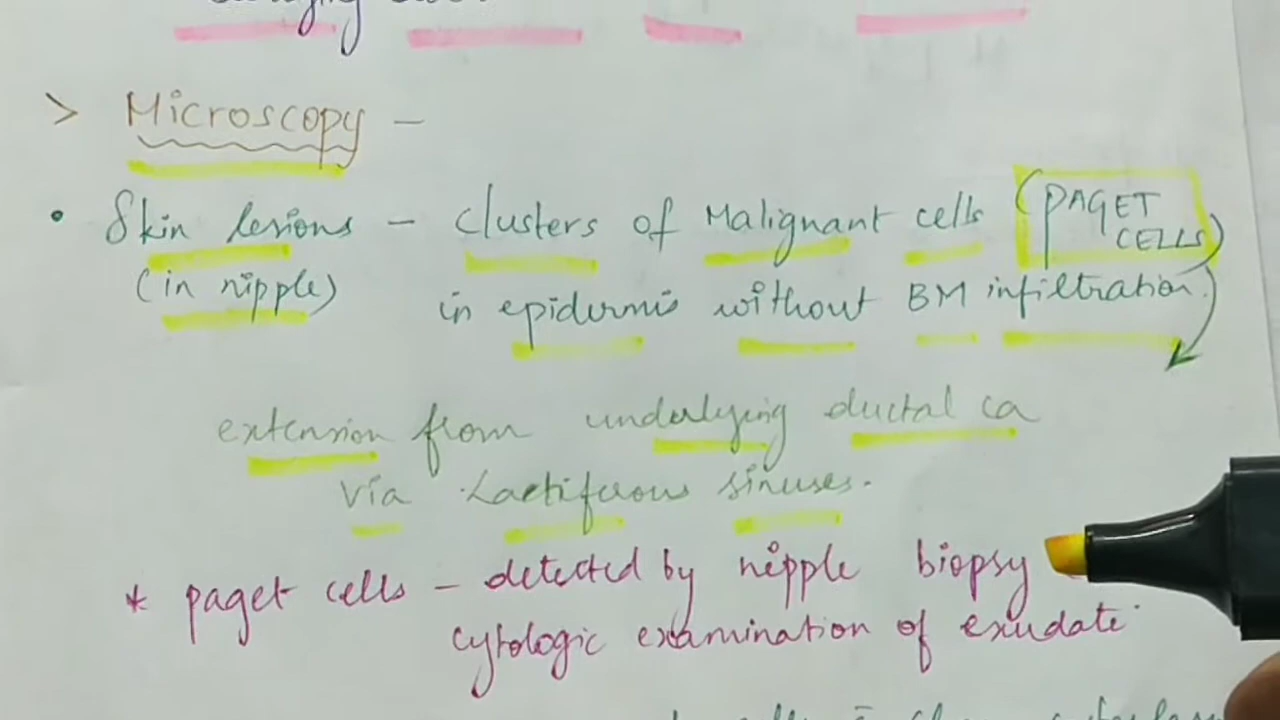 > Microscopy -
• Skin lesions - clusters of Malignant cells (PAGET
CELLS)
(in nipple) in epidermis without BM infiltration.
extension from underlying ductal ca
via Lactiferous sinuses.
* paget cells - detected by nipple biopsy
cytologic examination of exudate